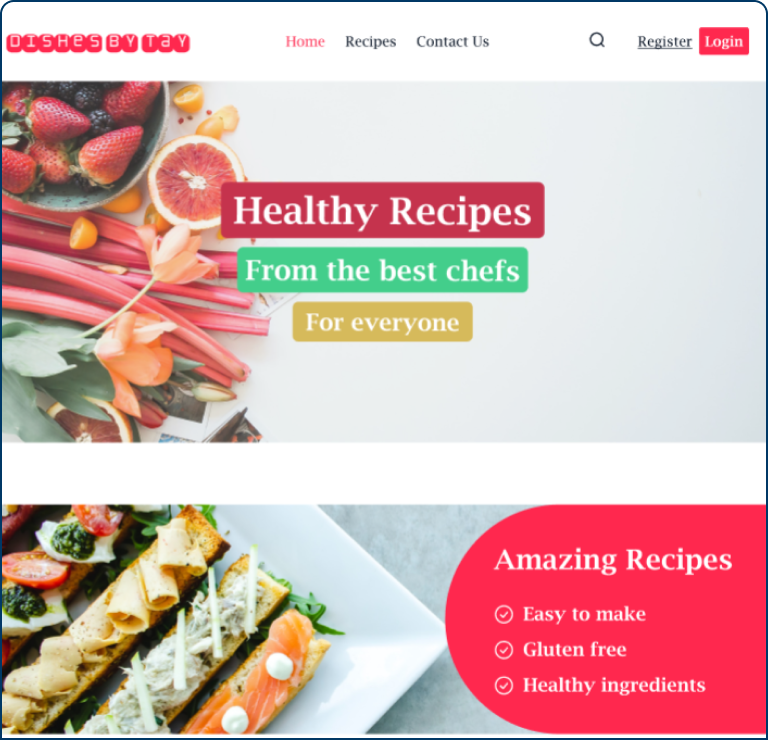 DISHES BY TAY
Home Recipes Contact Us Register Login
Healthy Recipes
From the best chefs
For everyone
Amazing Recipes
Easy to make
Gluten free
Healthy ingredients